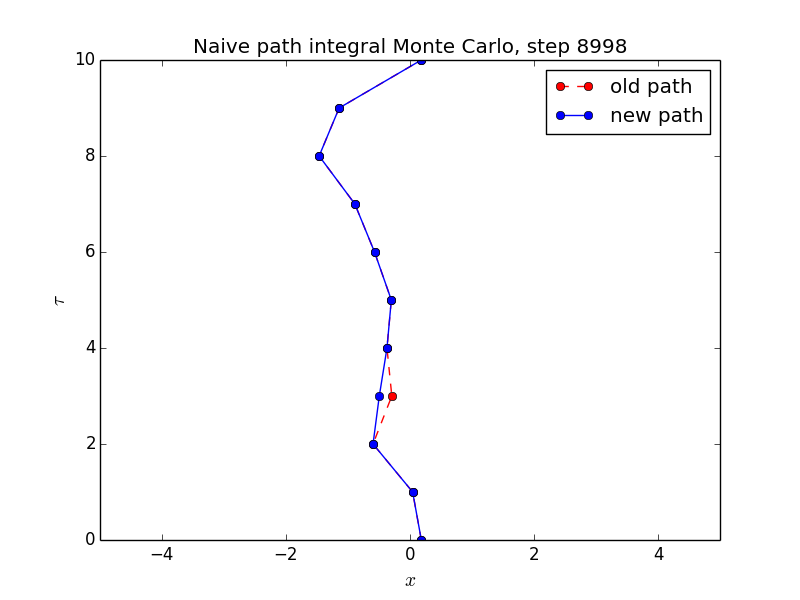 Naive path integral Monte Carlo, step 8998
10
8
6
4
2
0
τ
old path
new path
−4
−2
0
2
4
x